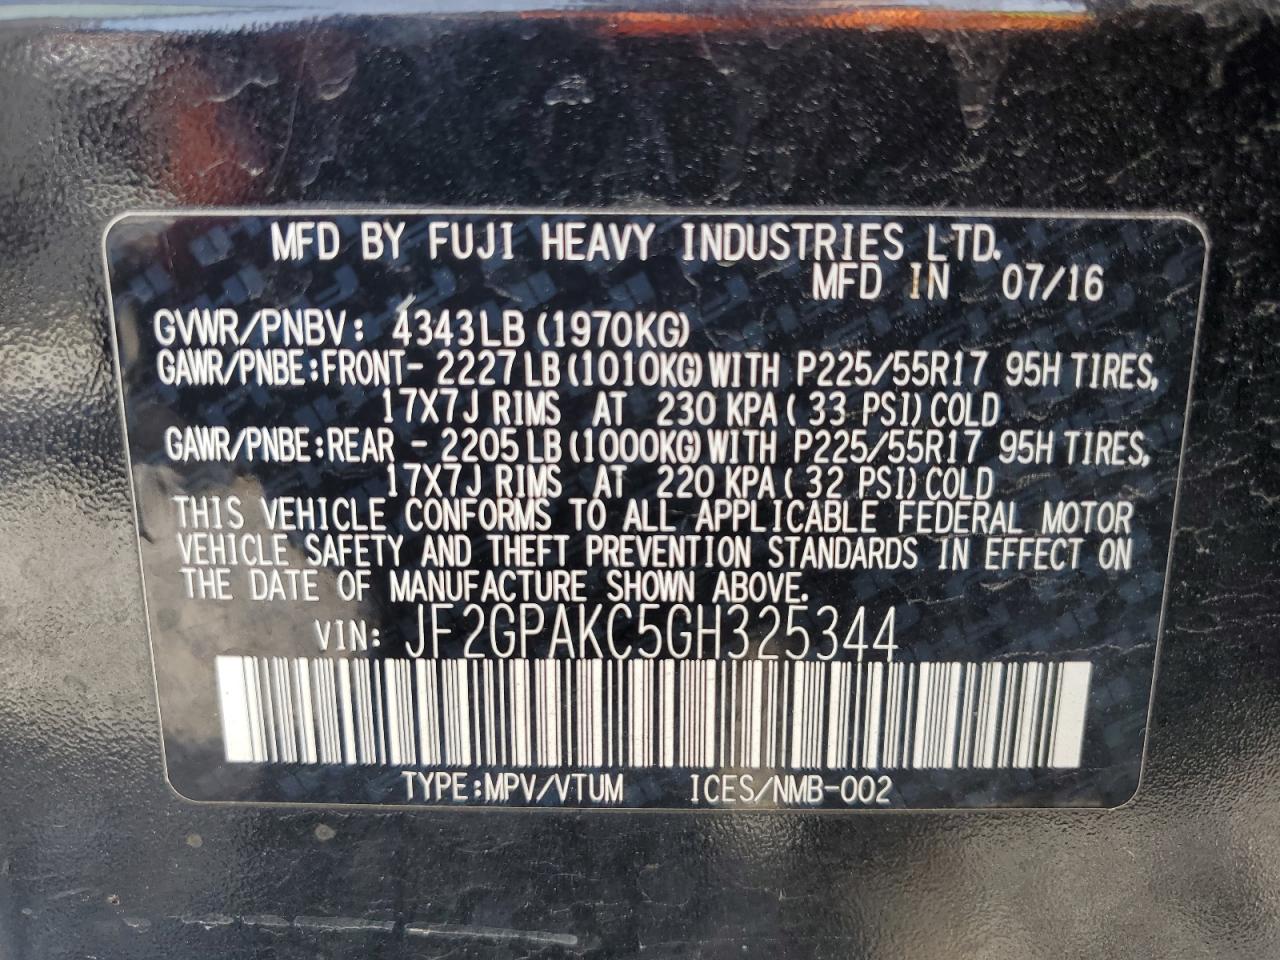 MFD BY FUJI HEAVY INDUSTRIES LTD.
MFD IN 07/16
GVWR/PNBV: 4343LB (1970KG)
GAWR/PNBE:FRONT- 2227LB (1010KG) WITH P225/55R17 95H TIRES,
17X7J RIMS AT 230 KPA ( 33 PSI) COLD
GAWR/PNBE:REAR - 2205LB (1000KG) WITH P225/55R17 95H TIRES,
17X7J RIMS AT 220 KPA ( 32 PSI) COLD
THIS VEHICLE CONFORMS TO ALL APPLICABLE FEDERAL MOTOR
VEHICLE SAFETY AND THEFT PREVENTION STANDARDS IN EFFECT ON
THE DATE OF MANUFACTURE SHOWN ABOVE.
VIN: JF2GPAKC5GH325344
TYPE:MPV/VTUM ICES/NMB-002